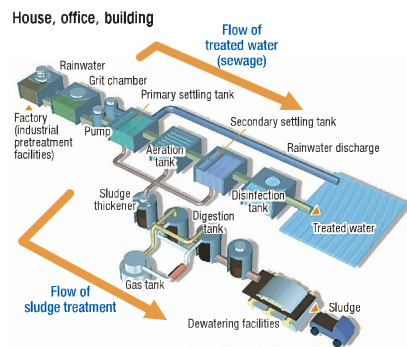 House, office, building
Flow of
treated water
(sewage)
Rainwater
Grit chamber
Primary settling tank
Secondary settling tank
Factory
(industrial
pretreatment
facilities)
Pump
Aeration
tank
Rainwater discharge
Sludge
thickener
Disinfection
tank
Digestion
tank
Treated water
Gas tank
Flow of
sludge treatment
Sludge
Dewatering facilities